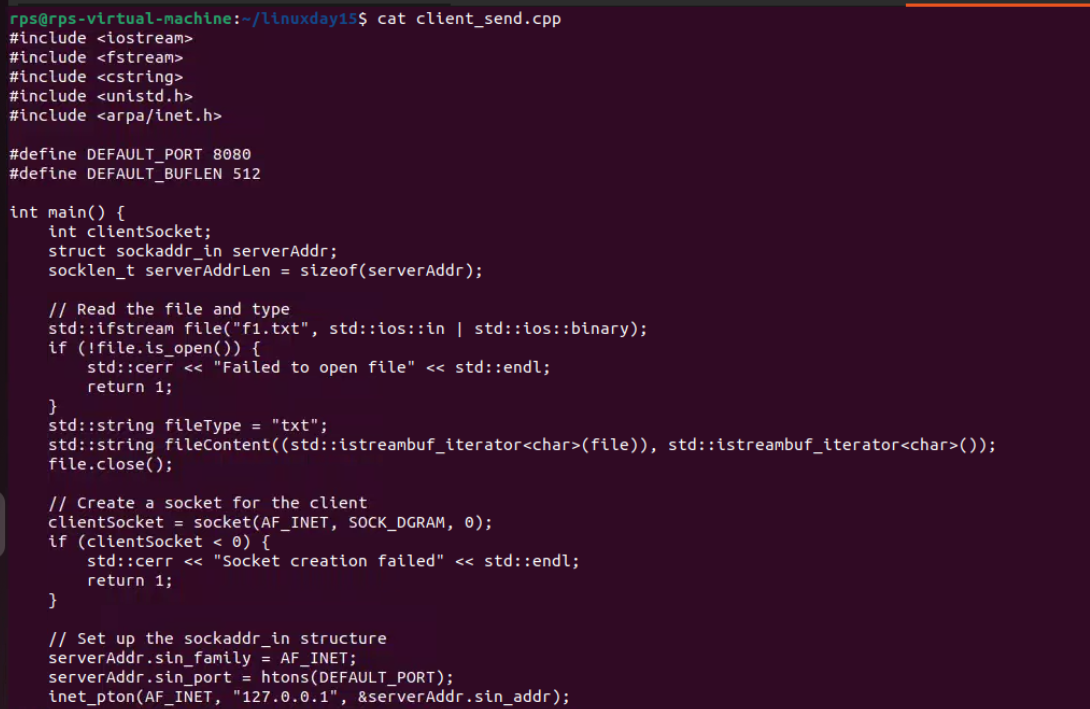 rps@rps-virtual-machine:~/linuxday15$ cat client_send.cpp
#include <iostream>
#include <fstream>
#include <cstring>
#include <unistd.h>
#include <arpa/inet.h>

#define DEFAULT_PORT 8080
#define DEFAULT_BUFLEN 512

int main() {
    int clientSocket;
    struct sockaddr_in serverAddr;
    socklen_t serverAddrLen = sizeof(serverAddr);

    // Read the file and type
    std::ifstream file("f1.txt", std::ios::in | std::ios::binary);
    if (!file.is_open()) {
        std::cerr << "Failed to open file" << std::endl;
        return 1;
    }
    std::string fileType = "txt";
    std::string fileContent((std::istreambuf_iterator<char>(file)), std::istreambuf_iterator<char>());
    file.close();

    // Create a socket for the client
    clientSocket = socket(AF_INET, SOCK_DGRAM, 0);
    if (clientSocket < 0) {
        std::cerr << "Socket creation failed" << std::endl;
        return 1;
    }

    // Set up the sockaddr_in structure
    serverAddr.sin_family = AF_INET;
    serverAddr.sin_port = htons(DEFAULT_PORT);
    inet_pton(AF_INET, "127.0.0.1", &serverAddr.sin_addr);